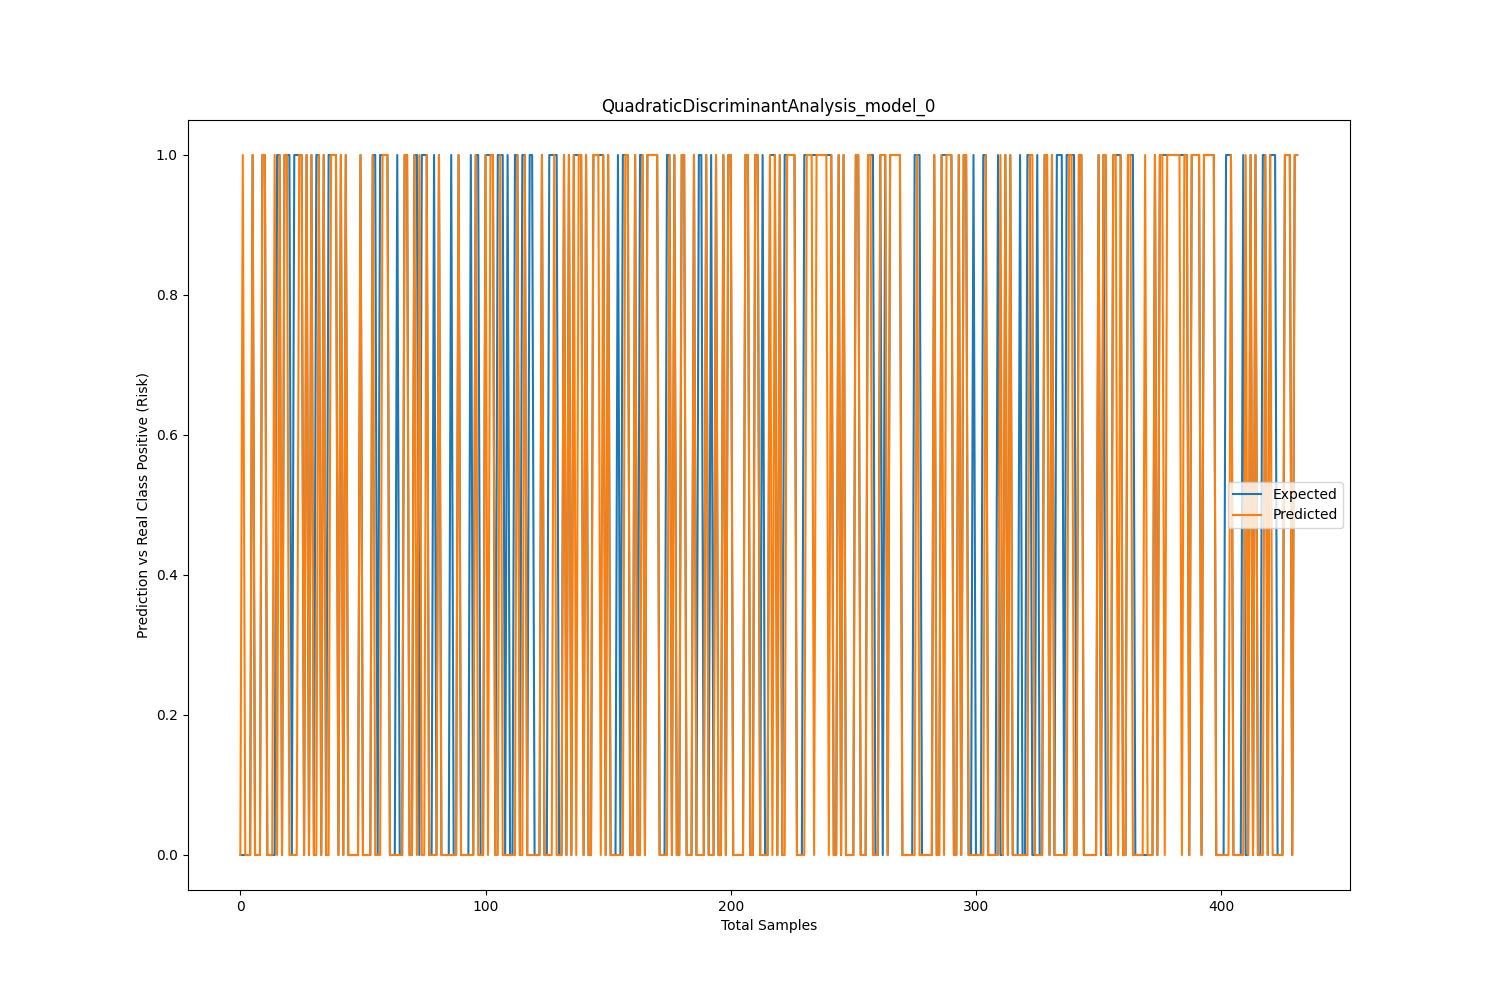 QuadraticDiscriminantAnalysis_model_0
1.0
0.8
0.6
0.4
0.2
0.0
Prediction vs Real Class Positive (Risk)
Expected
Predicted
0
100
200
300
400
Total Samples